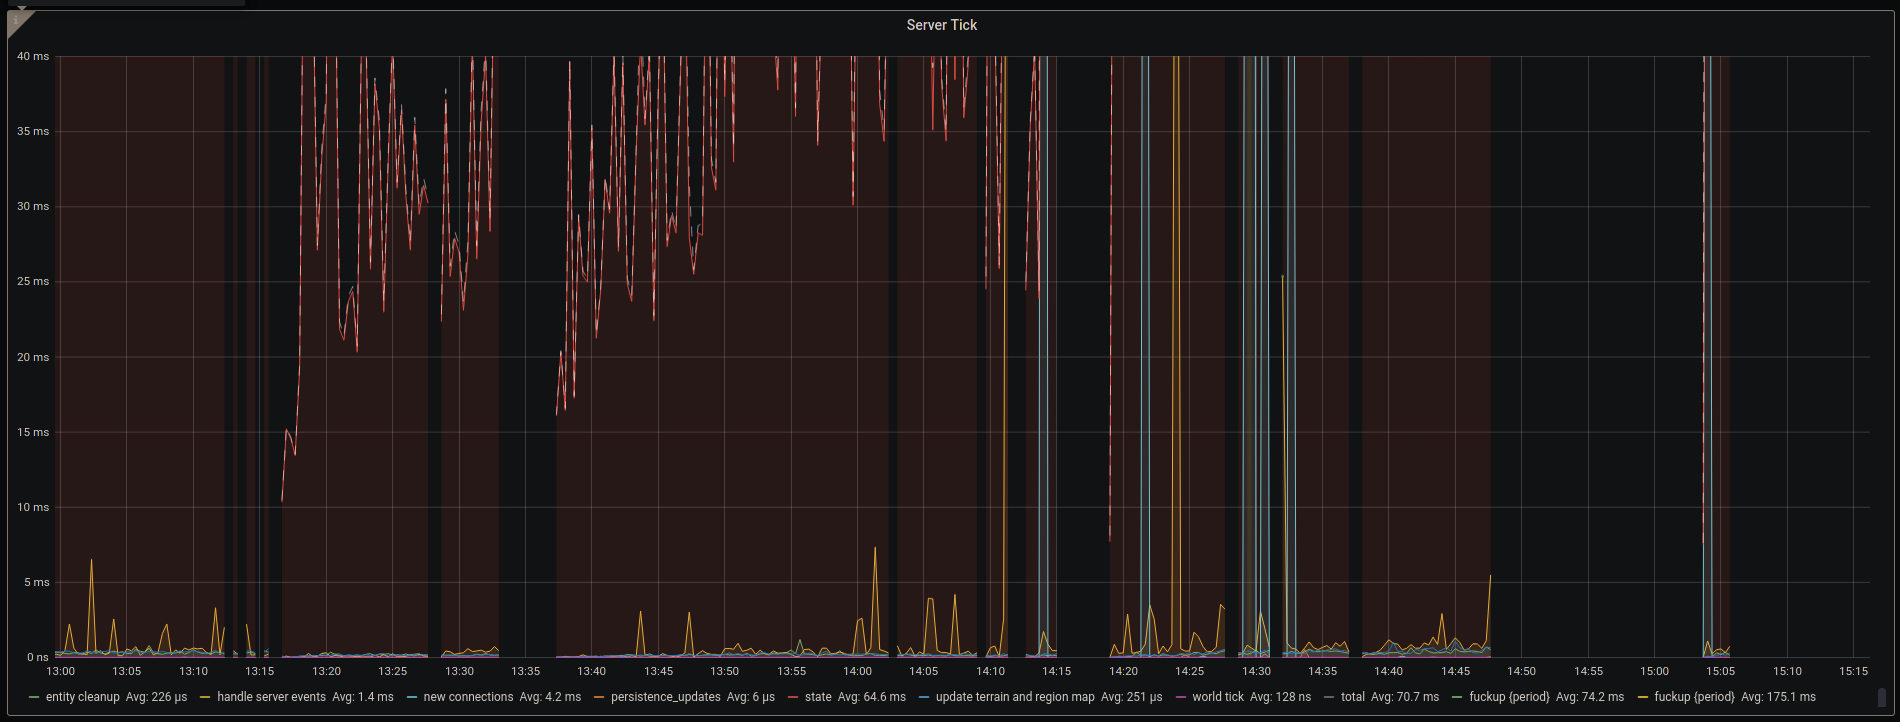 i
Server Tick
40 ms
35 ms
30 ms
25 ms
20 ms
15 ms
10 ms
5 ms
0 ns
13:00 13:05 13:10 13:15 13:20 13:25 13:30 13:35 13:40 13:45 13:50 13:55 14:00 14:05 14:10 14:15 14:20 14:25 14:30 14:35 14:40 14:45 14:50 14:55 15:00 15:05 15:10 15:15
entity cleanup Avg: 226 µs handle server events Avg: 1.4 ms new connections Avg: 4.2 ms persistence_updates Avg: 6 µs state Avg: 64.6 ms update terrain and region map Avg: 251 µs world tick Avg: 128 ns total Avg: 70.7 ms fuckup {period} Avg: 74.2 ms fuckup {period} Avg: 175.1 ms